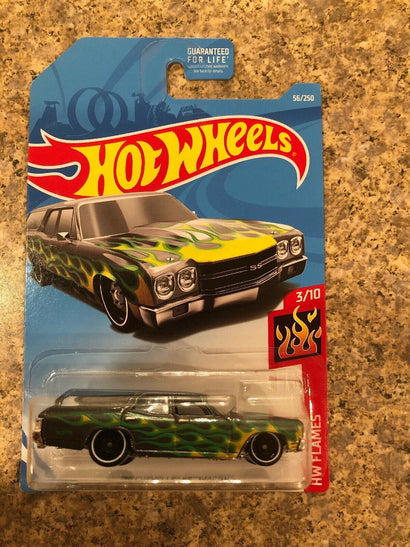 GUARANTEED
FOR LIFE*
56/250
HOT WHEELS
SS
3/10
HW FLAMES